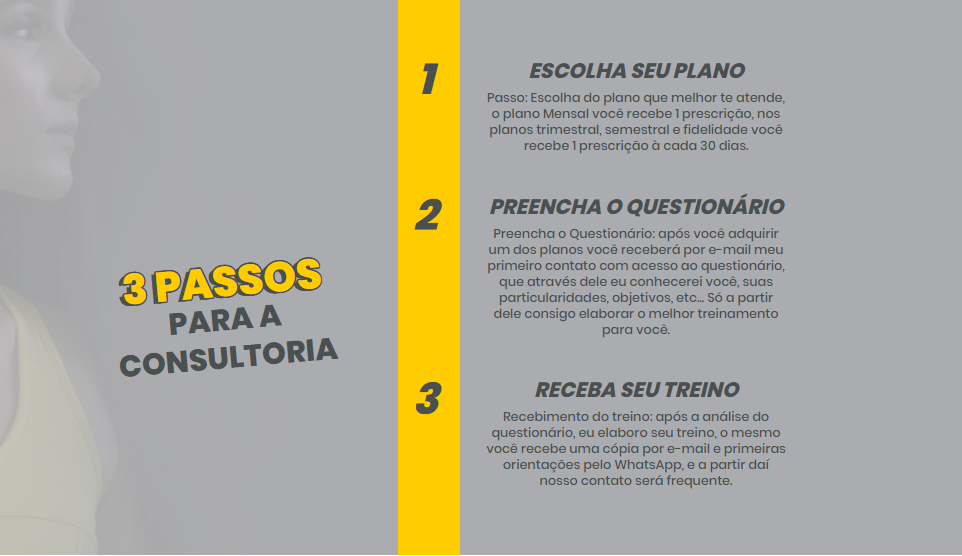 3 PASSOS
PARA A
CONSULTORIA
1
ESCOLHA SEU PLANO
Passo: Escolha do plano que melhor te atende,
o plano Mensal você recebe 1 prescrição, nos
planos trimestral, semestral e fidelidade você
recebe 1 prescrição à cada 30 dias.
2
PREENCHA O QUESTIONÁRIO
Preencha o Questionário: após você adquirir
um dos planos você receberá por e-mail meu
primeiro contato com acesso ao questionário,
que através dele eu conhecerei você, suas
particularidades, objetivos, etc... Só a partir
dele consigo elaborar o melhor treinamento
para você.
3
RECEBA SEU TREINO
Recebimento do treino: após a análise do
questionário, eu elaboro seu treino, o mesmo
você recebe uma cópia por e-mail e primeiras
orientações pelo WhatsApp, e a partir daí
nosso contato será frequente.